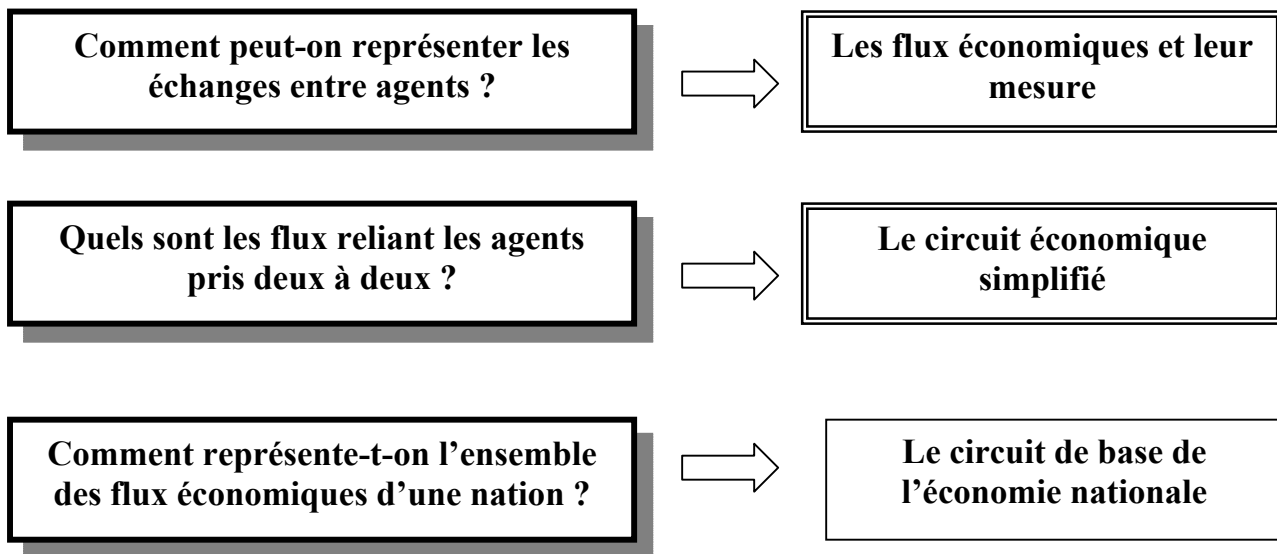 Comment peut-on représenter les
échanges entre agents ?
Les flux économiques et leur
mesure
Quels sont les flux reliant les agents
pris deux à deux ?
Le circuit économique
simplifié
Comment représente-t-on l’ensemble
des flux économiques d’une nation ?
Le circuit de base de
l’économie nationale